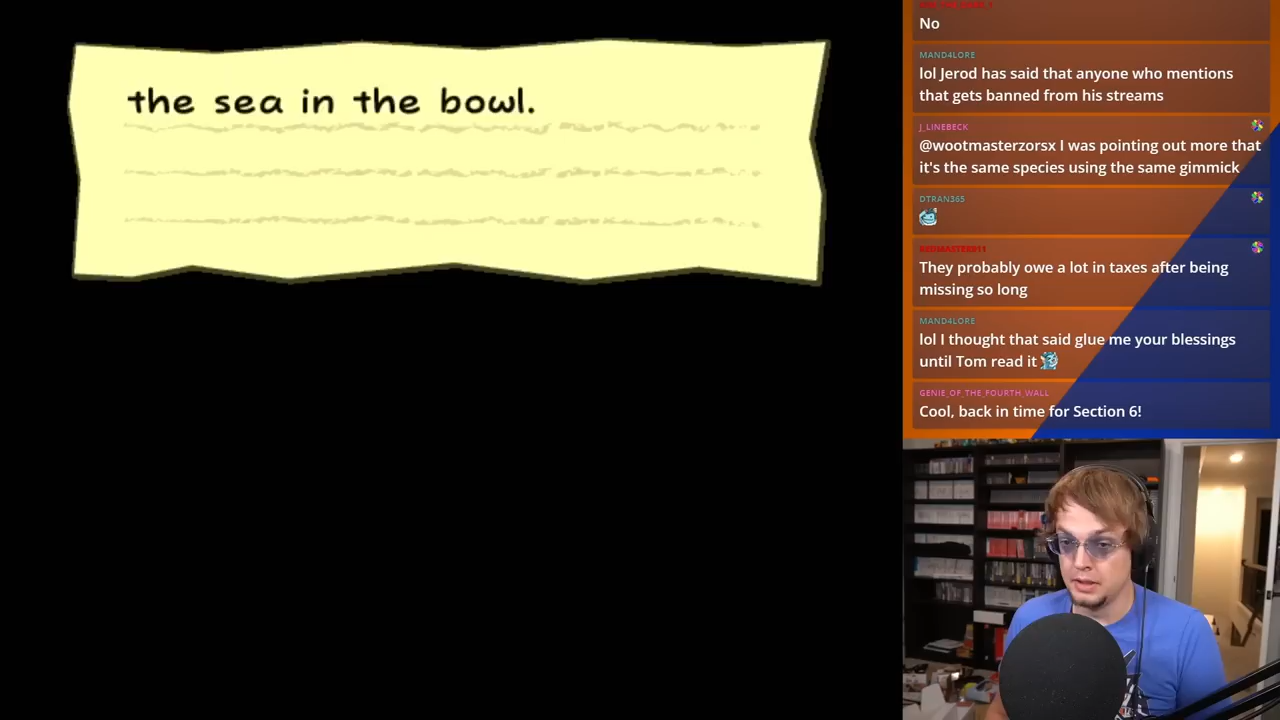 the sea in the bowl.
No
MAND4LORE
lol Jerod has said that anyone who mentions
that gets banned from his streams
J_LINEBECK
@wootmasterzorsx I was pointing out more that
it's the same species using the same gimmick
DTRAN365
They probably owe a lot in taxes after being
missing so long
MAND4LORE
lol I thought that said glue me your blessings
until Tom read it
GENIE_OF_THE_FOURTH_WALL
Cool, back in time for Section 6!